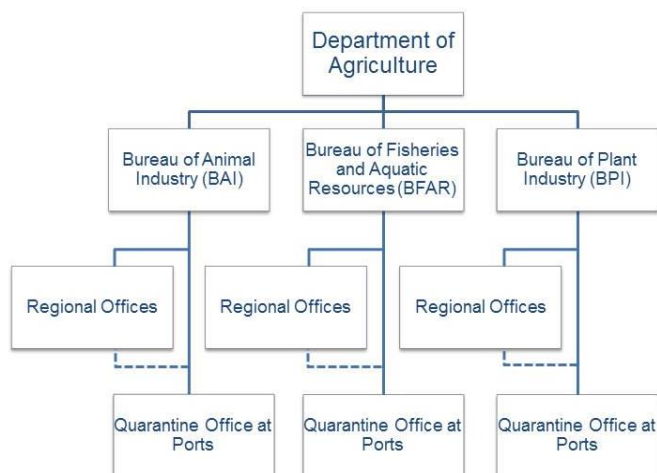 Department of
Agriculture
Bureau of Animal
Industry (BAI)
Bureau of Fisheries
and Aquatic
Resources (BFAR)
Bureau of Plant
Industry (BPI)
Regional Offices
Regional Offices
Regional Offices
Quarantine Office at
Ports
Quarantine Office at
Ports
Quarantine Office at
Ports